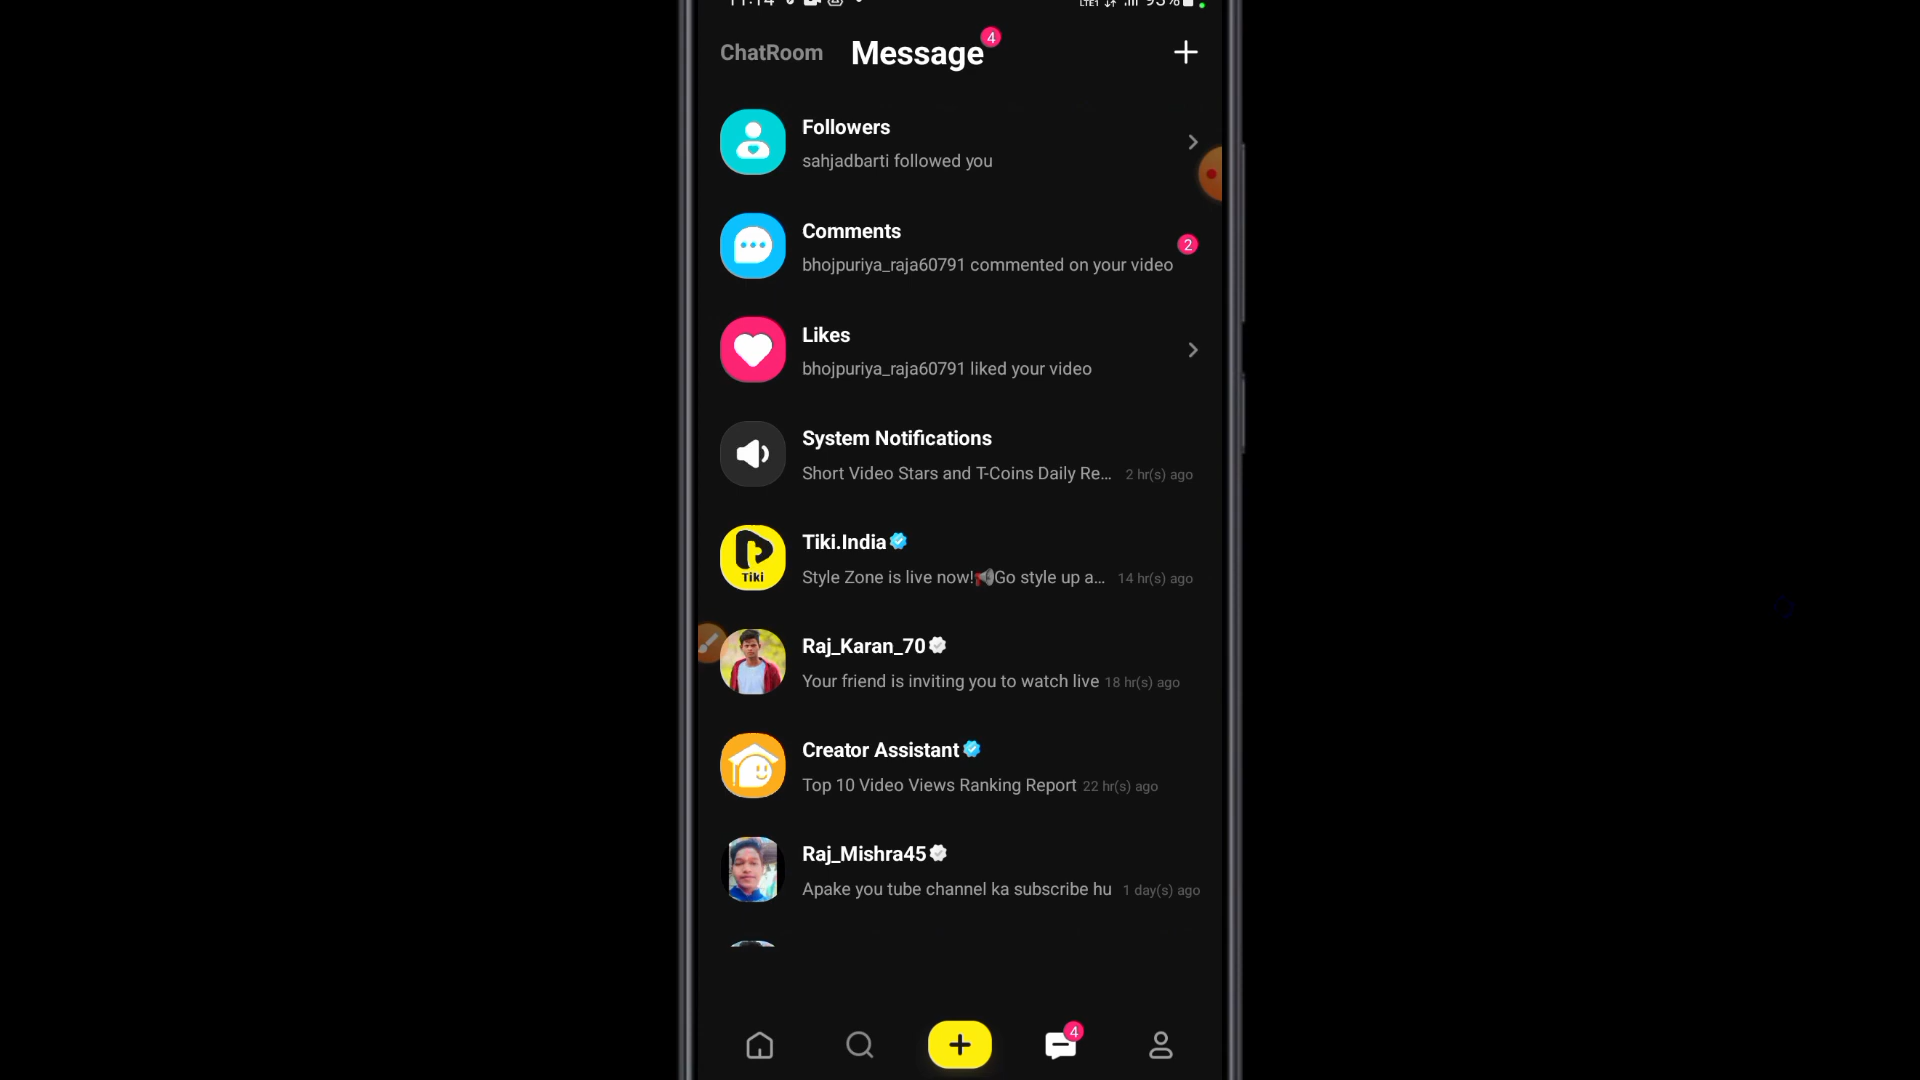 11:14 LTE1 93%
ChatRoom Message 4
Followers
sahjadbarti followed you
Comments
bhojpuriya_raja60791 commented on your video 2
Likes
bhojpuriya_raja60791 liked your video
System Notifications
Short Video Stars and T-Coins Daily Re... 2 hr(s) ago
Tiki.India
Style Zone is live now!📢Go style up a... 14 hr(s) ago
Tiki
Raj_Karan_70
Your friend is inviting you to watch live 18 hr(s) ago
Creator Assistant
Top 10 Video Views Ranking Report 22 hr(s) ago
Raj_Mishra45
Apake you tube channel ka subscribe hu 1 day(s) ago
4